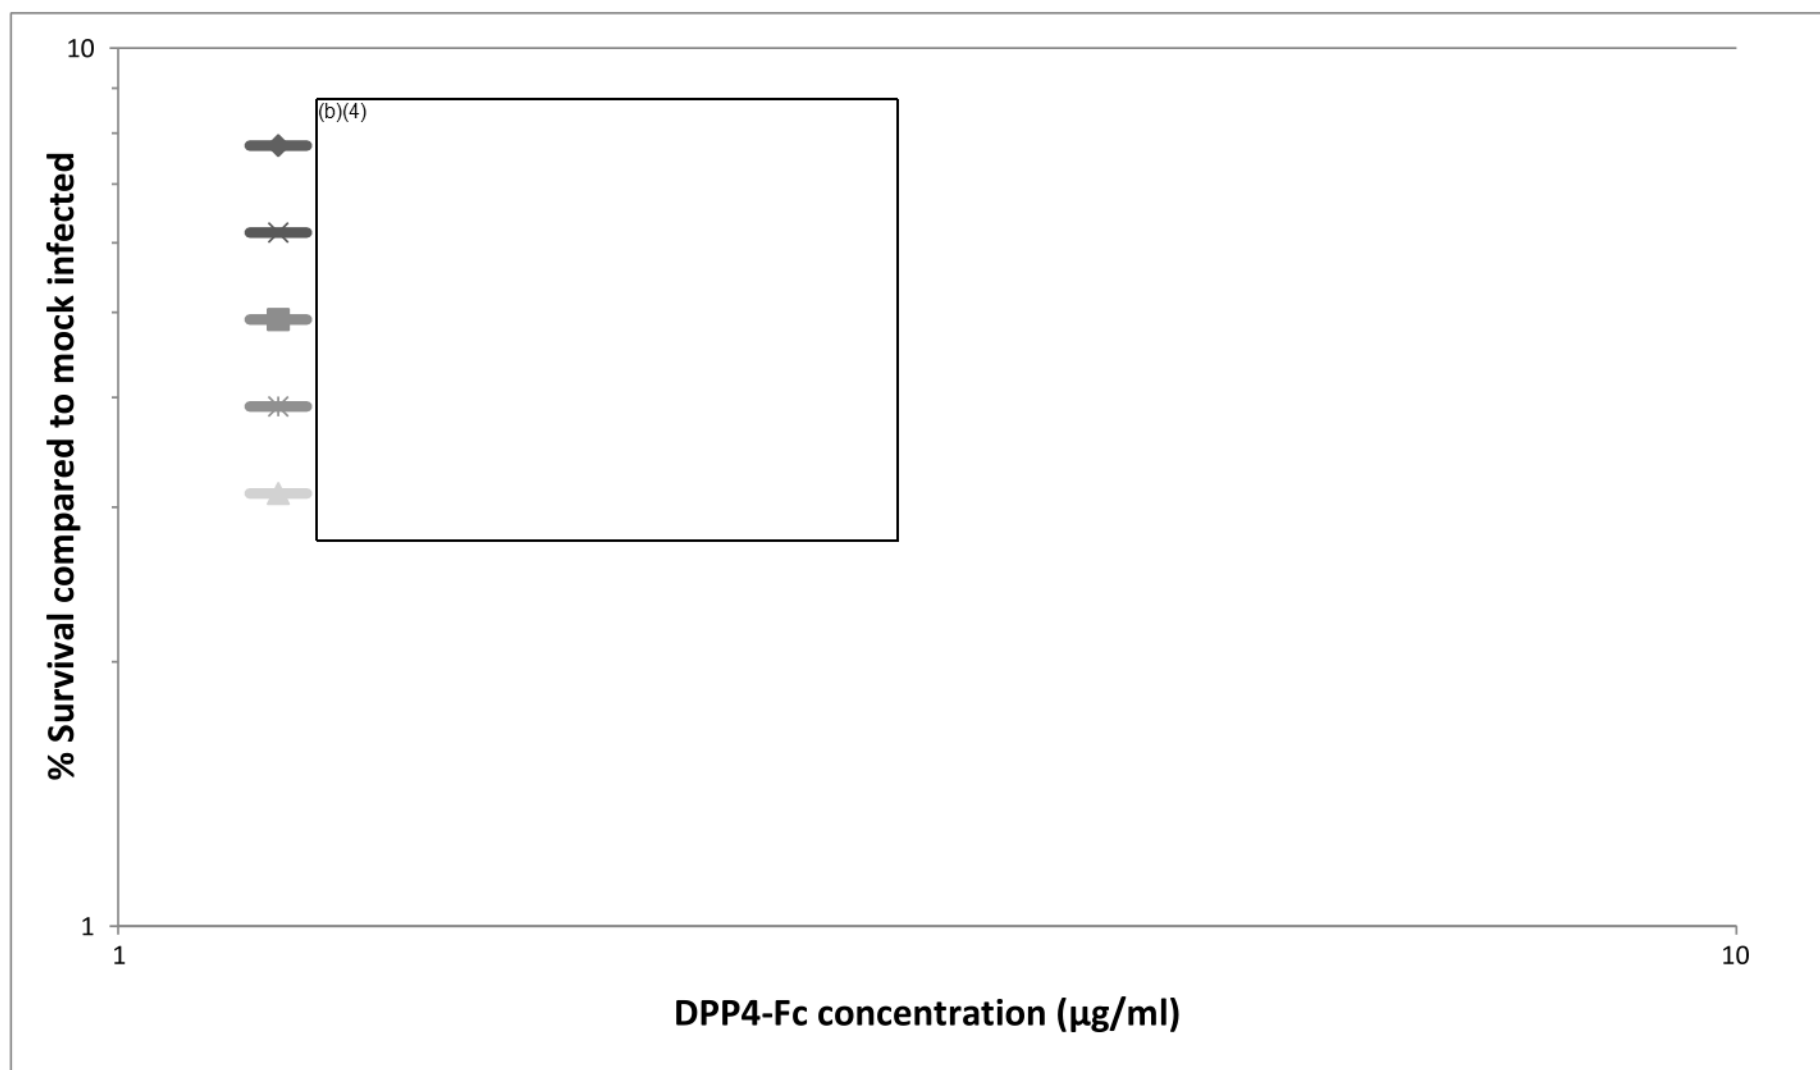 10
(b)(4)
% Survival compared to mock infected
1
1
10
DPP4-Fc concentration (µg/ml)